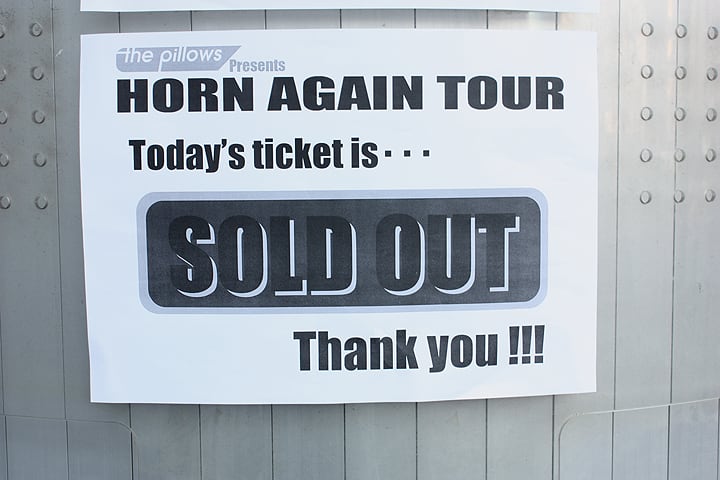 the pillows Presents
HORN AGAIN TOUR
Today's ticket is・・・
SOLD OUT
Thank you !!!